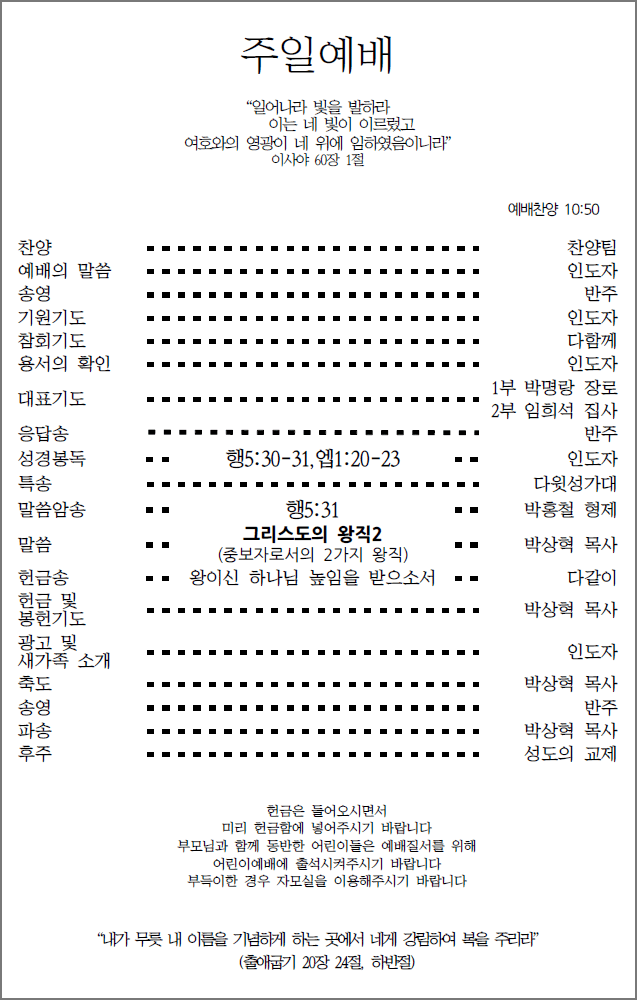 주일예배
“일어나라 빛을 발하라
이는 네 빛이 이르렀고
여호와의 영광이 네 위에 임하였음이니라”
이사야 60장 1절
예배찬양 10:50
찬양 찬양팀
예배의 말씀 인도자
송영 반주
기원기도 인도자
참회기도 다함께
용서의 확인 인도자
대표기도 1부 박명랑 장로
2부 임희석 집사
응답송 반주
성경봉독 행5:30-31,엡1:20-23 인도자
특송 다윗성가대
말씀암송 행5:31 박홍철 형제
말씀 그리스도의 왕직2 박상혁 목사
(중보자로서의 2가지 왕직)
헌금송 왕이신 하나님 높임을 받으소서 다같이
헌금 및
봉헌기도 박상혁 목사
광고 및
새가족 소개 인도자
축도 박상혁 목사
송영 반주
파송 박상혁 목사
후주 성도의 교제
헌금은 들어오시면서
미리 헌금함에 넣어주시기 바랍니다
부모님과 함께 동반한 어린이들은 예배질서를 위해
어린이예배에 출석시켜주시기 바랍니다
부득이한 경우 자모실을 이용해주시기 바랍니다
“내가 무릇 내 이름을 기념하게 하는 곳에서 네게 강림하여 복을 주리라”
(출애굽기 20장 24절, 하반절)